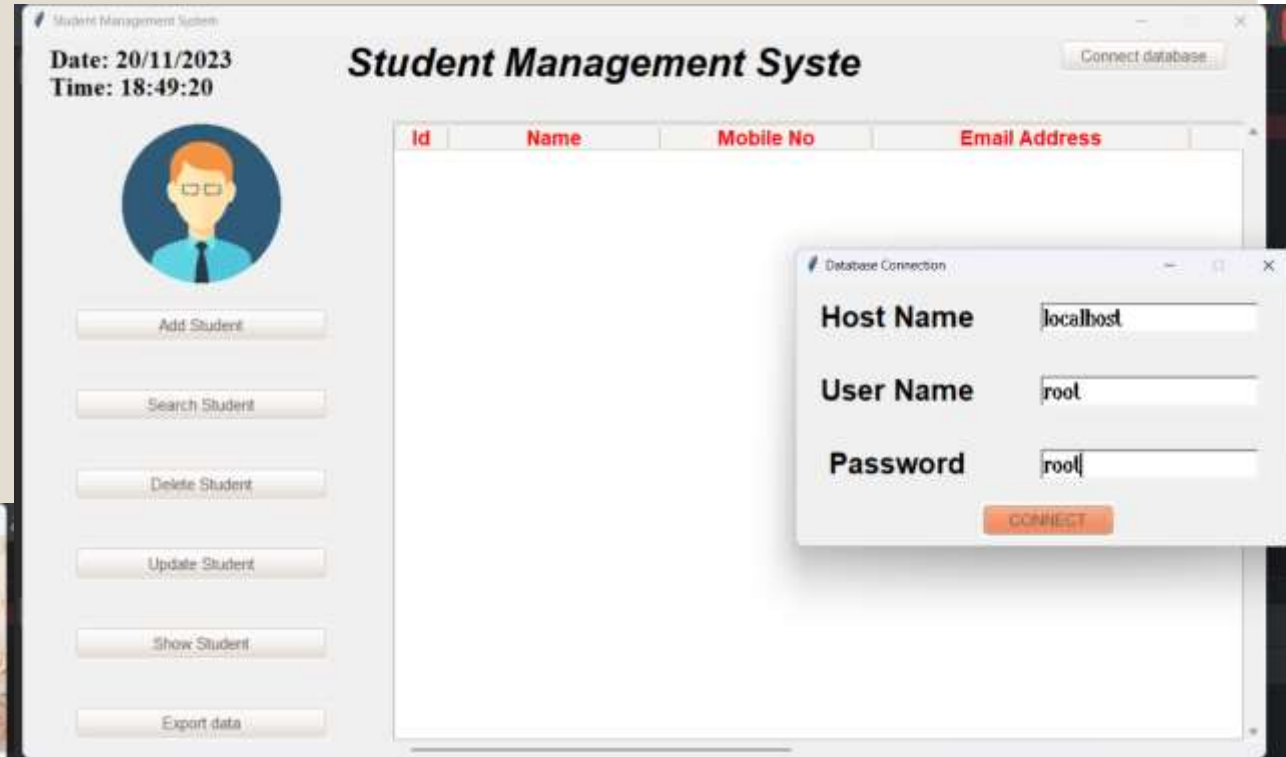 Student Management System
Date: 20/11/2023
Time: 18:49:20
Student Management Syste
Connect database
Id Name Mobile No Email Address
Database Connection
Host Name localhost
User Name root
Password root
CONNECT
Add Student
Search Student
Delete Student
Update Student
Show Student
Export data